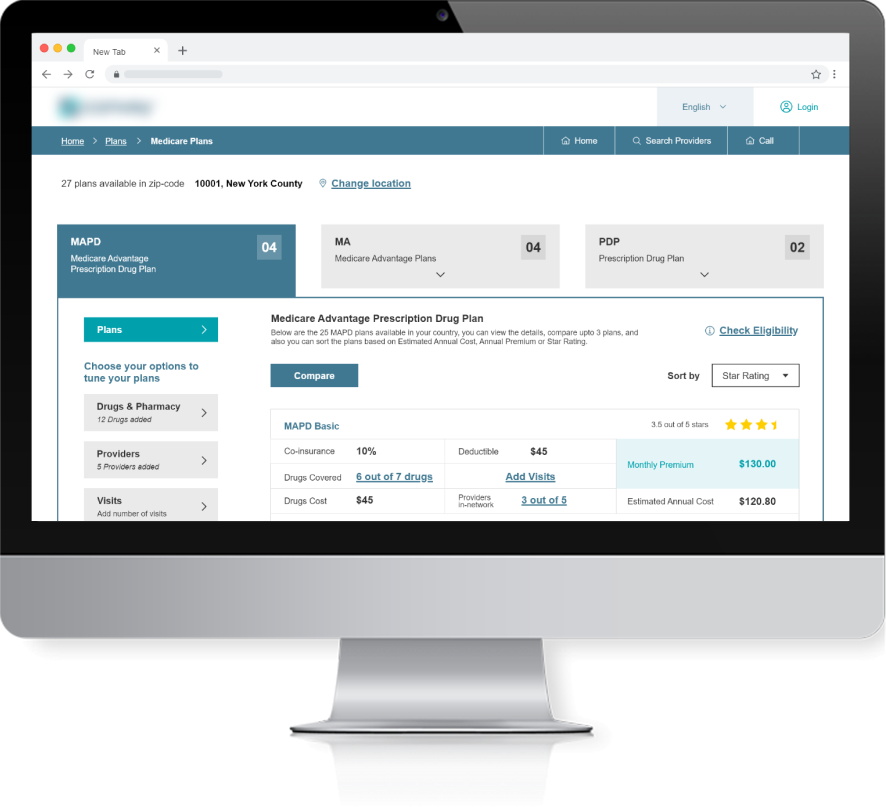 New Tab
English
Login
Home > Plans > Medicare Plans
Home
Search Providers
Call
27 plans available in zip-code 10001, New York County Change location
MAPD
04
Medicare Advantage
Prescription Drug Plan
MA
04
Medicare Advantage Plans
PDP
02
Prescription Drug Plan
Plans
Choose your options to
tune your plans
Drugs & Pharmacy
12 Drugs added
Providers
5 Providers added
Visits
Add number of visits
Medicare Advantage Prescription Drug Plan
Below are the 25 MAPD plans available in your country, you can view the details, compare upto 3 plans, and
also you can sort the plans based on Estimated Annual Cost, Annual Premium or Star Rating.
Check Eligibility
Compare
Sort by Star Rating
MAPD Basic
3.5 out of 5 stars
Co-insurance 10%
Deductible $45
Monthly Premium $130.00
Drugs Covered 6 out of 7 drugs
Add Visits
Drugs Cost $45
Providers
in-network
3 out of 5
Estimated Annual Cost $120.80